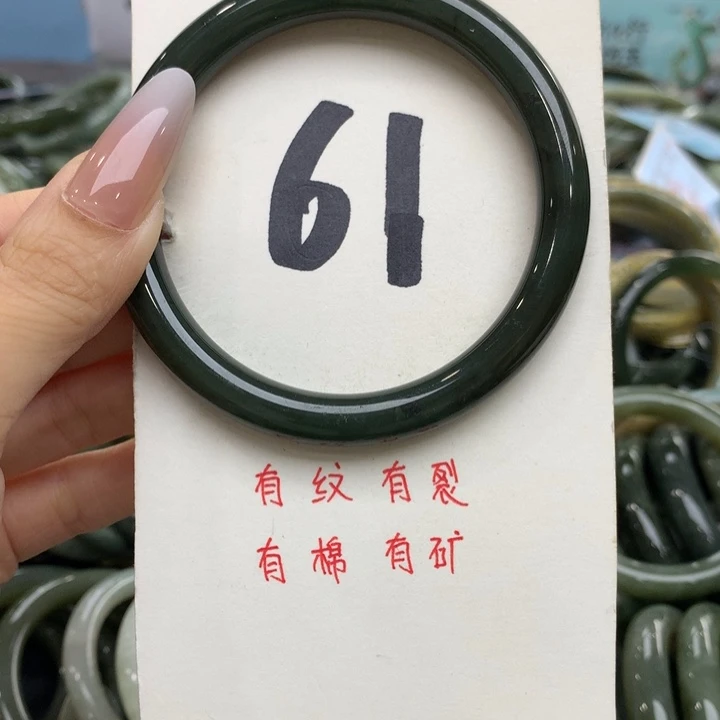 61
有纹 有裂
有棉 有矿